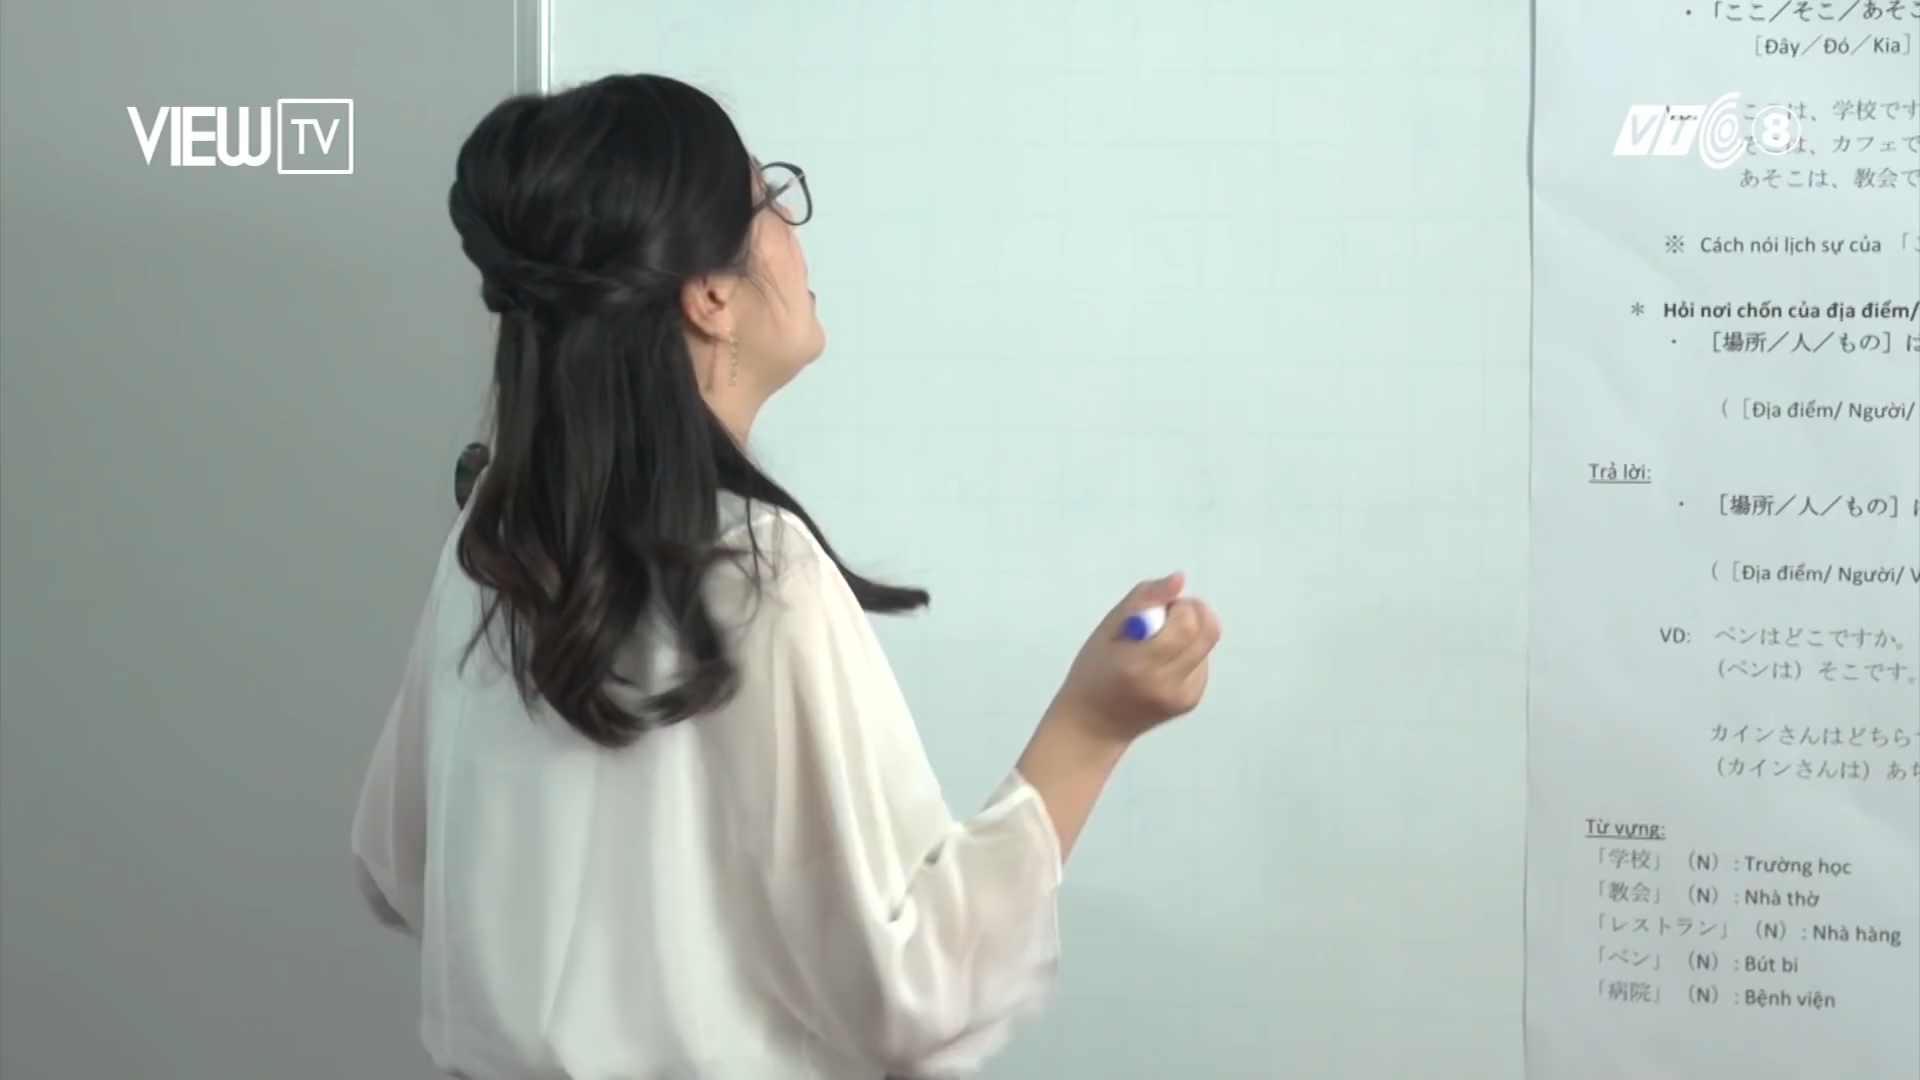 VIEW TV
VTC 8
・「ここ／そこ／あそこ
［Đây／Đó／Kia］
ここは、学校です
そこは、カフェで
あそこは、教会で
※ Cách nói lịch sự của 「こ
＊ Hỏi nơi chốn của địa điểm/
・ ［場所／人／もの］は
（［Địa điểm/ Người/
Trả lời:
・ ［場所／人／もの］は
（［Địa điểm/ Người/ V
VD: ペンはどこですか。
（ペンは）そこです。
カインさんはどちらで
（カインさんは）あち
Từ vựng:
「学校」（N）: Trường học
「教会」（N）: Nhà thờ
「レストラン」（N）: Nhà hàng
「ペン」（N）: Bút bi
「病院」（N）: Bệnh viện